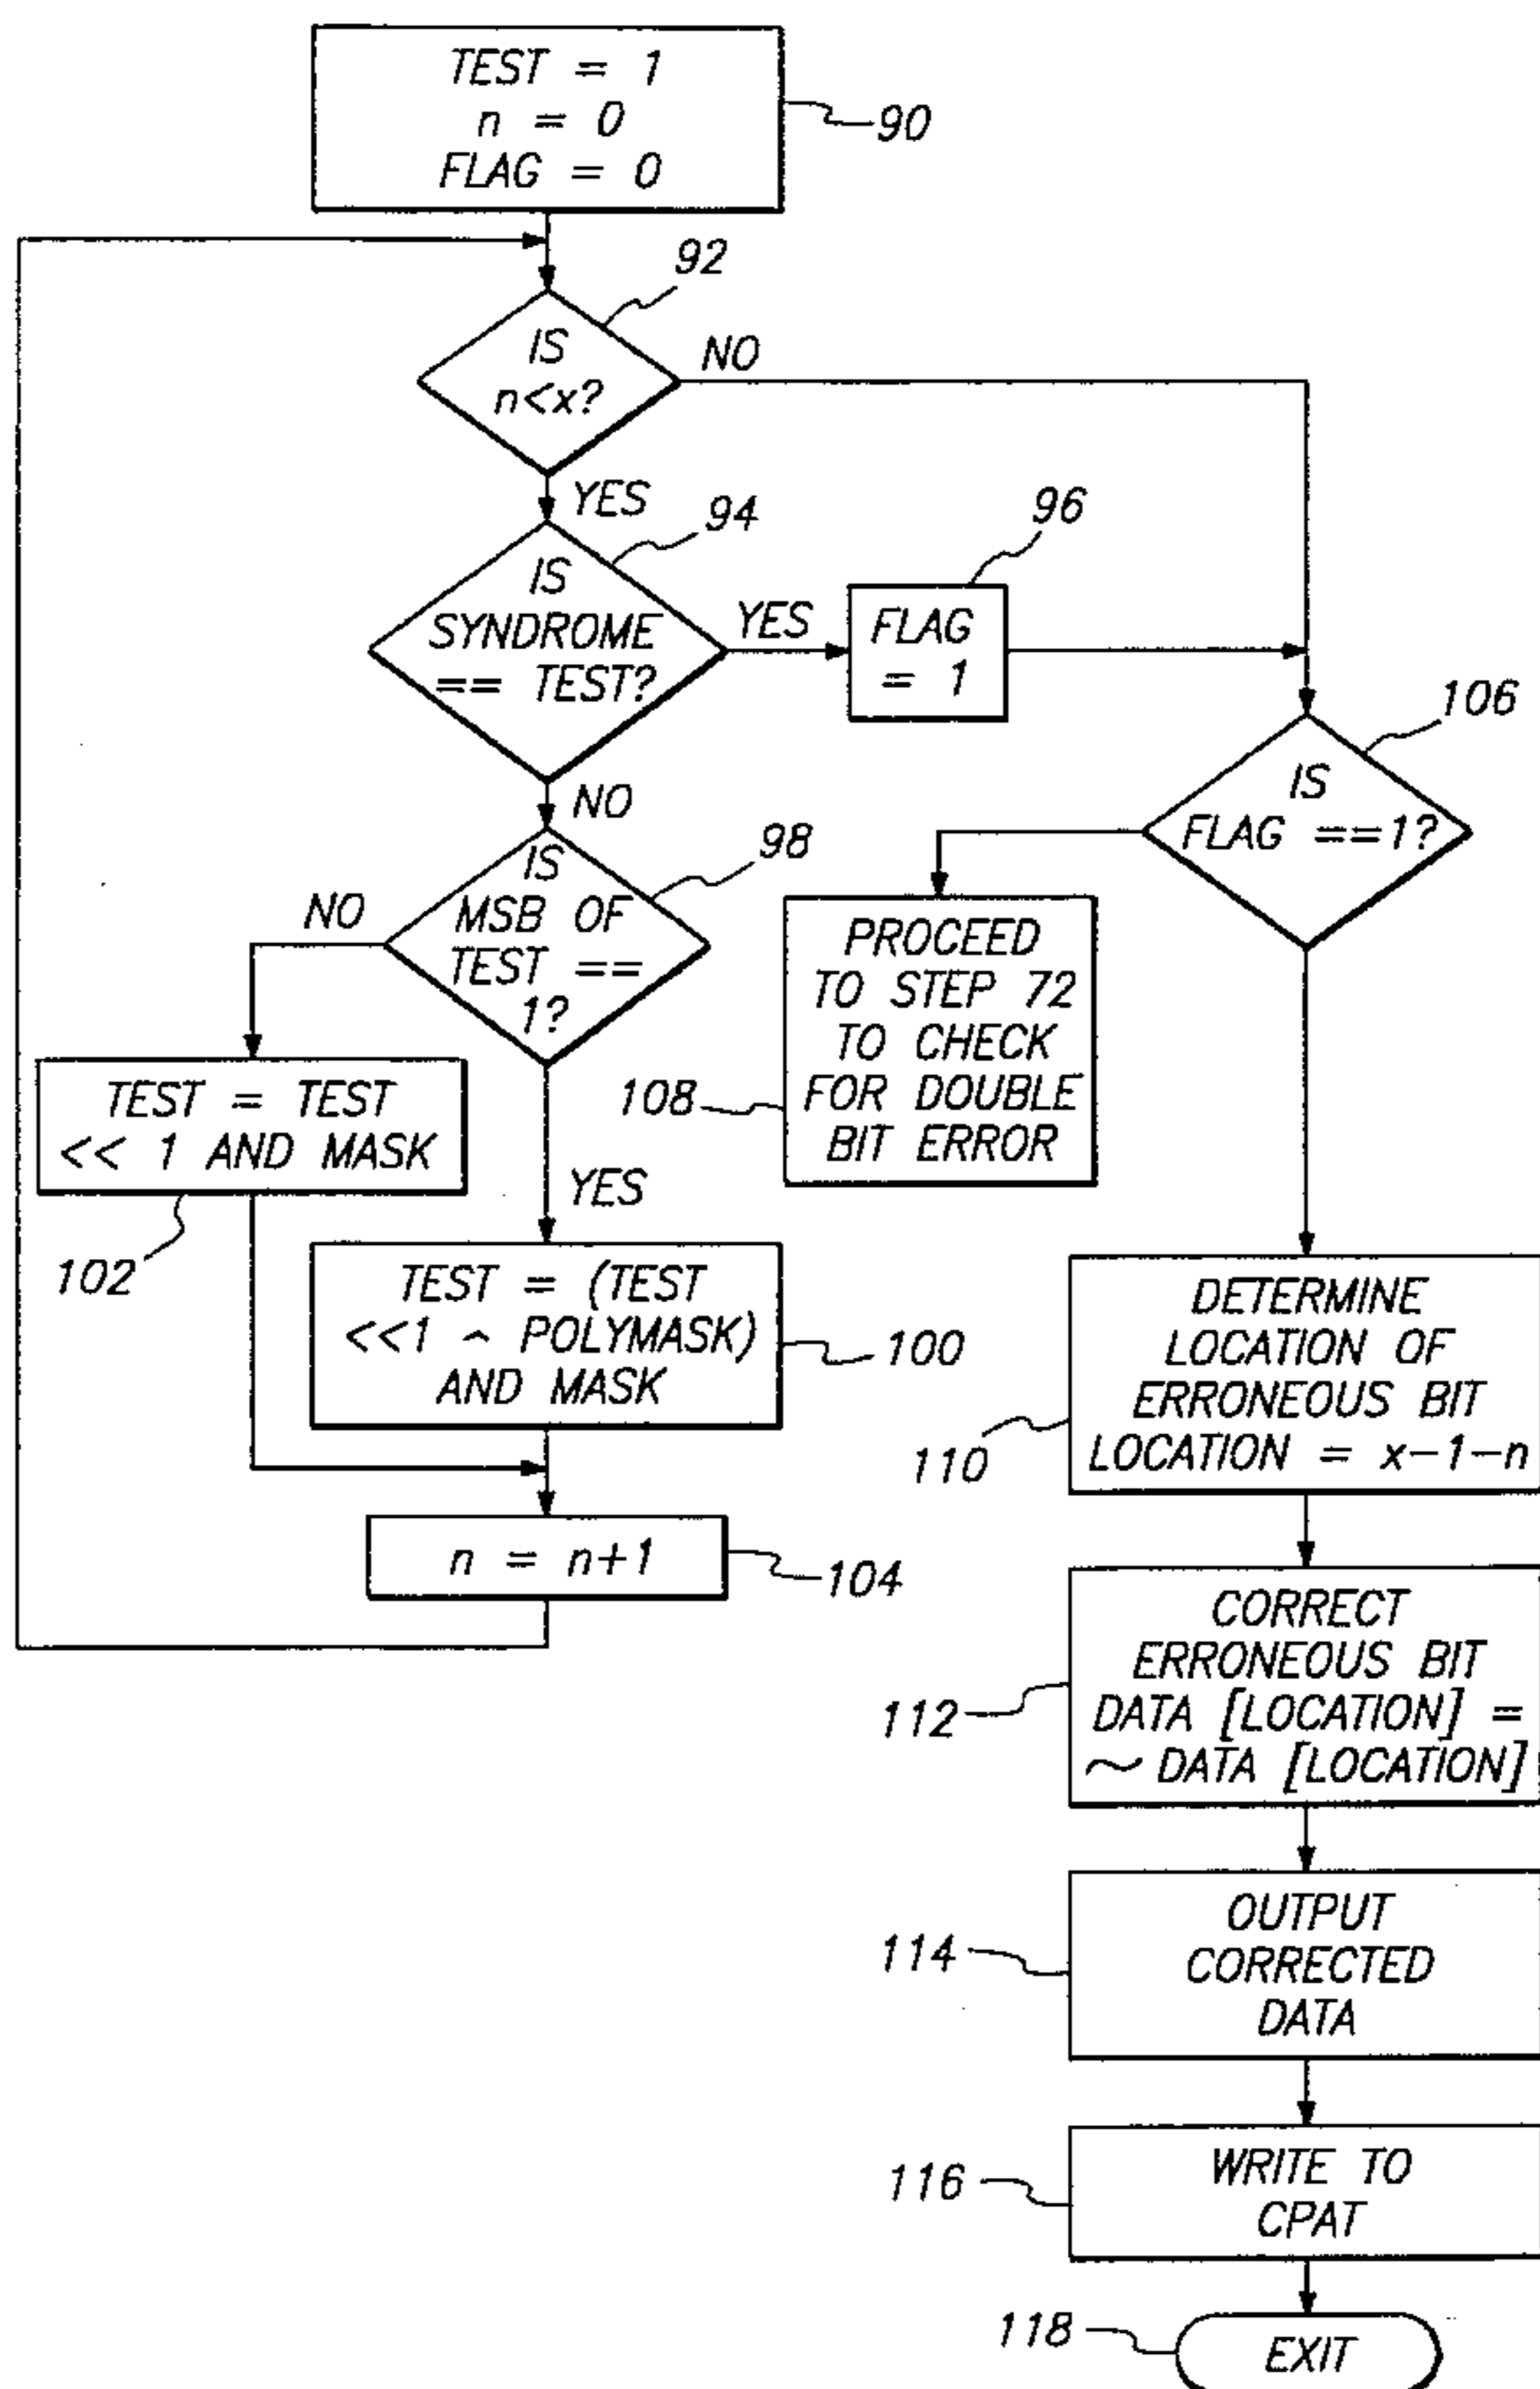 TEST = 1
n = 0
FLAG = 0
90
92
IS
n<x?
NO
YES
94
IS
SYNDROME
== TEST?
YES
96
FLAG
= 1
NO
106
IS
FLAG ==1?
98
IS
MSB OF
TEST ==
1?
NO
YES
TEST = TEST
<< 1 AND MASK
102
108
PROCEED
TO STEP 72
TO CHECK
FOR DOUBLE
BIT ERROR
TEST = (TEST
<<1 ^ POLYMASK)
AND MASK
100
n = n+1
104
110
DETERMINE
LOCATION OF
ERRONEOUS BIT
LOCATION = x-1-n
112
CORRECT
ERRONEOUS BIT
DATA [LOCATION] =
~ DATA [LOCATION]
114
OUTPUT
CORRECTED
DATA
116
WRITE TO
CPAT
118
EXIT